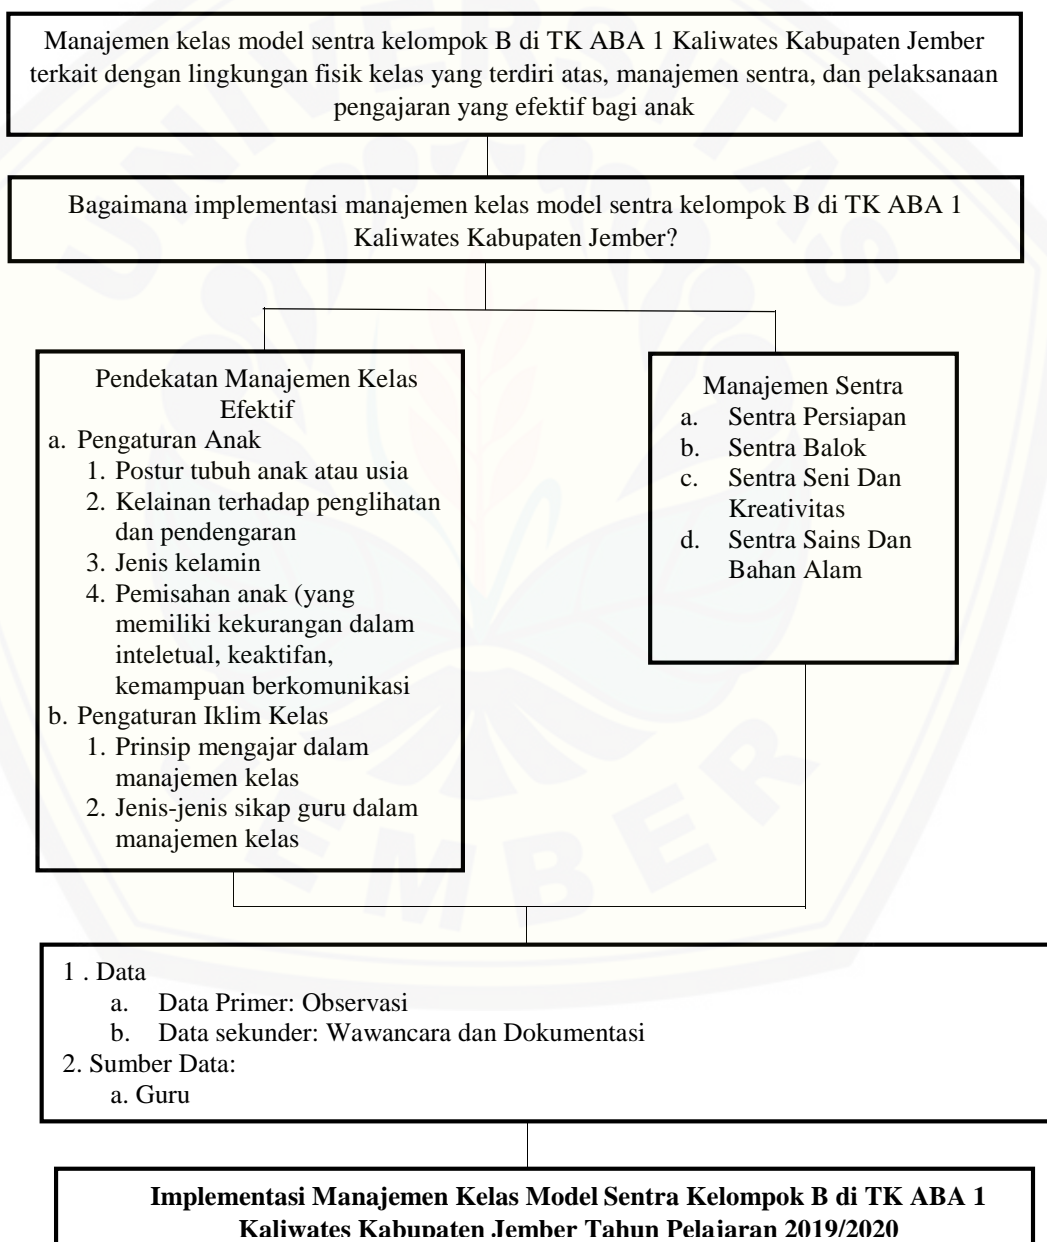 Manajemen kelas model sentra kelompok B di TK ABA 1 Kaliwates Kabupaten Jember
terkait dengan lingkungan fisik kelas yang terdiri atas, manajemen sentra, dan pelaksanaan
pengajaran yang efektif bagi anak
Bagaimana implementasi manajemen kelas model sentra kelompok B di TK ABA 1
Kaliwates Kabupaten Jember?
Pendekatan Manajemen Kelas
Efektif
a. Pengaturan Anak
1. Postur tubuh anak atau usia
2. Kelainan terhadap penglihatan
dan pendengaran
3. Jenis kelamin
4. Pemisahan anak (yang
memiliki kekurangan dalam
inteletual, keaktifan,
kemampuan berkomunikasi
b. Pengaturan Iklim Kelas
1. Prinsip mengajar dalam
manajemen kelas
2. Jenis-jenis sikap guru dalam
manajemen kelas
Manajemen Sentra
a. Sentra Persiapan
b. Sentra Balok
c. Sentra Seni Dan
Kreativitas
d. Sentra Sains Dan
Bahan Alam
1 . Data
a. Data Primer: Observasi
b. Data sekunder: Wawancara dan Dokumentasi
2. Sumber Data:
a. Guru
Implementasi Manajemen Kelas Model Sentra Kelompok B di TK ABA 1
Kaliwates Kabupaten Jember Tahun Pelajaran 2019/2020
UNIVERSITAS
JEMBER